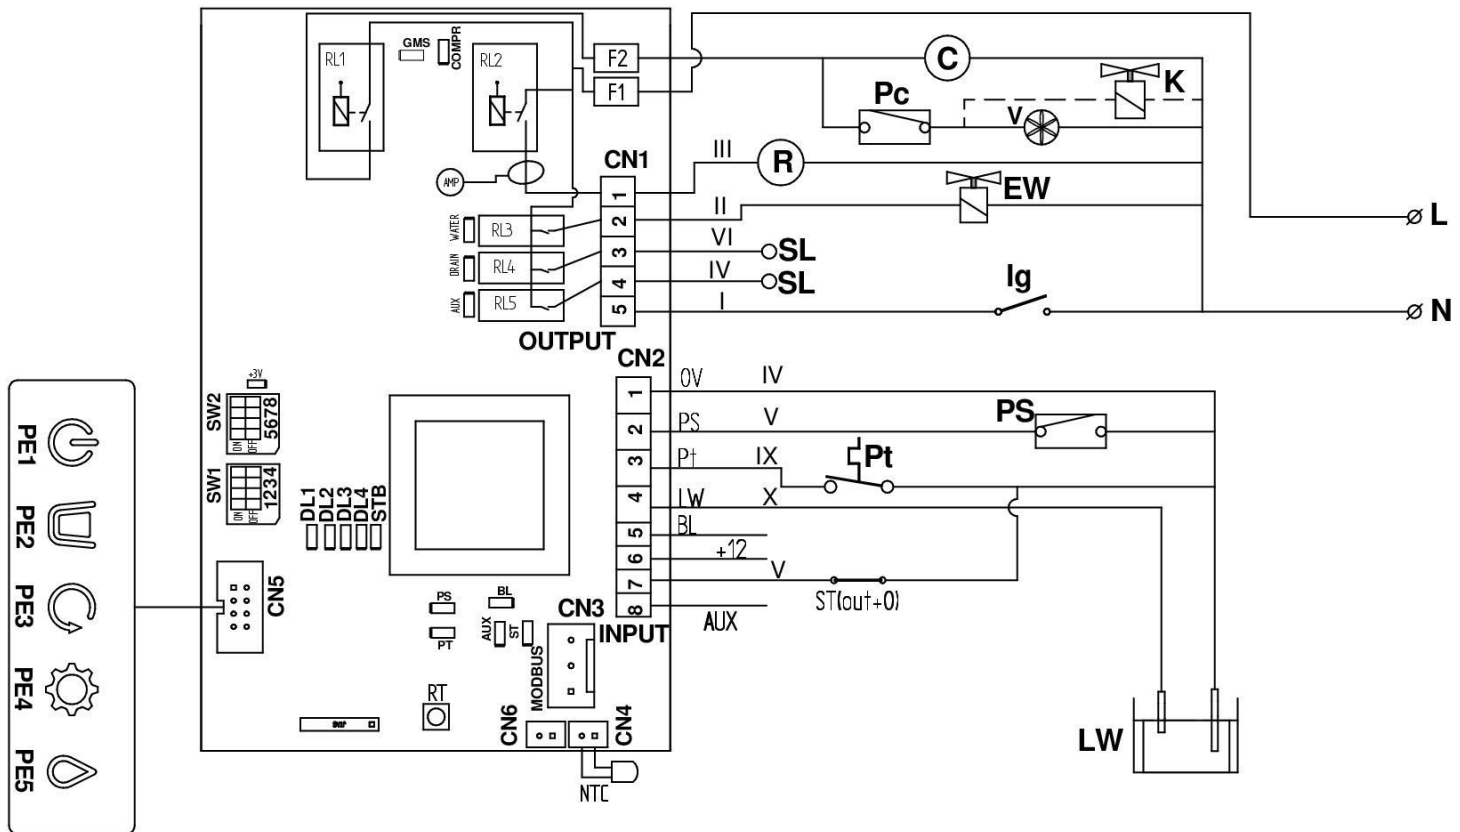 RL1
GMS
COMPR
RL2
F2
F1
C
Pc
V
K
L
AMP
CN1
III
R
1
2
3
4
5
II
EW
WATER
RL3
DRAIN
RL4
AUX
RL5
VI
SL
IV
SL
I
Ig
N
OUTPUT
CN2
+3V
SW2
5678
ON
OFF
SW1
1234
ON
OFF
DL1
DL2
DL3
DL4
STB
1
2
3
4
5
6
7
8
0V
IV
PS
V
PS
Pt
IX
Pt
LW
X
BL
+12
V
ST(out+0)
AUX
INPUT
PE1
PE2
PE3
PE4
PE5
CN5
PS
BL
PT
AUX
ST
CN3
MODBUS
RT
CN6
CN4
NTC
LW